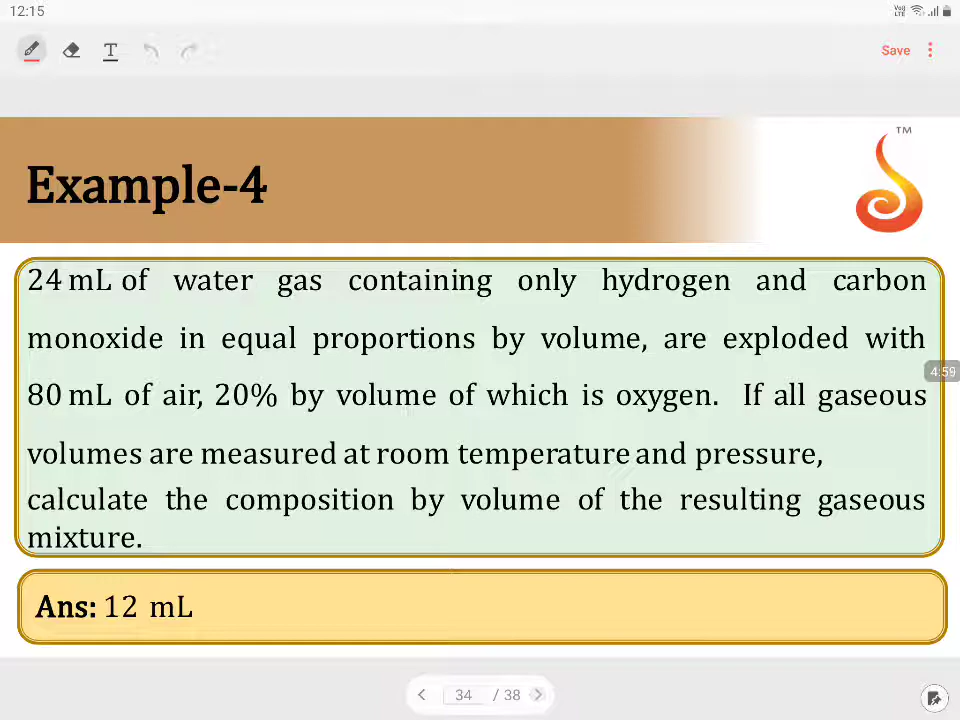 12:15
Vo))
LTE
T
Save
TM
Example-4
24 mL of water gas containing only hydrogen and carbon
monoxide in equal proportions by volume, are exploded with
80 mL of air, 20% by volume of which is oxygen. If all gaseous
4:59
volumes are measured at room temperature and pressure,
calculate the composition by volume of the resulting gaseous
mixture.
Ans: 12 mL
34 / 38